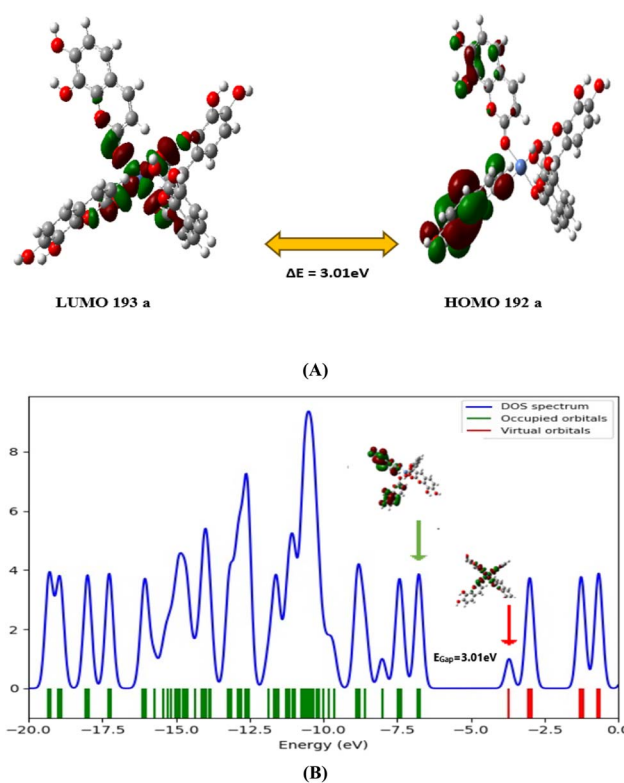 ΔE = 3.01eV
LUMO 193 a
HOMO 192 a
(A)
DOS spectrum
Occupied orbitals
Virtual orbitals
8
6
4
2
0
E_Gap=3.01eV
-20.0 -17.5 -15.0 -12.5 -10.0 -7.5 -5.0 -2.5 0.0
Energy (eV)
(B)